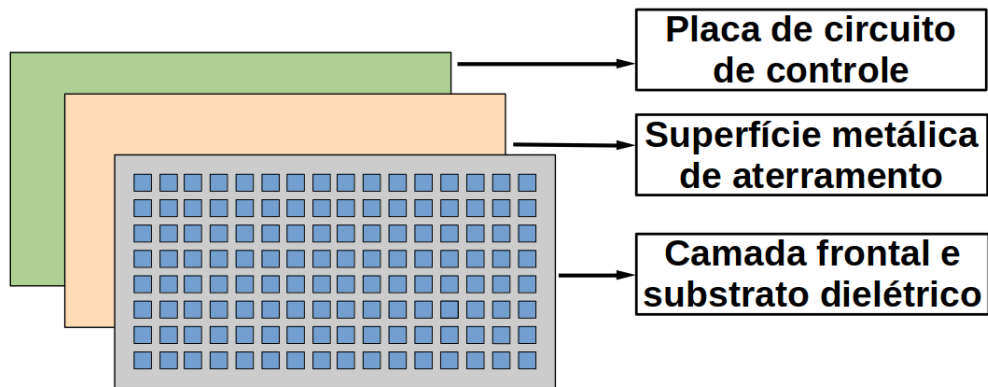 Placa de circuito
de controle
Superfície metálica
de aterramento
Camada frontal e
substrato dielétrico